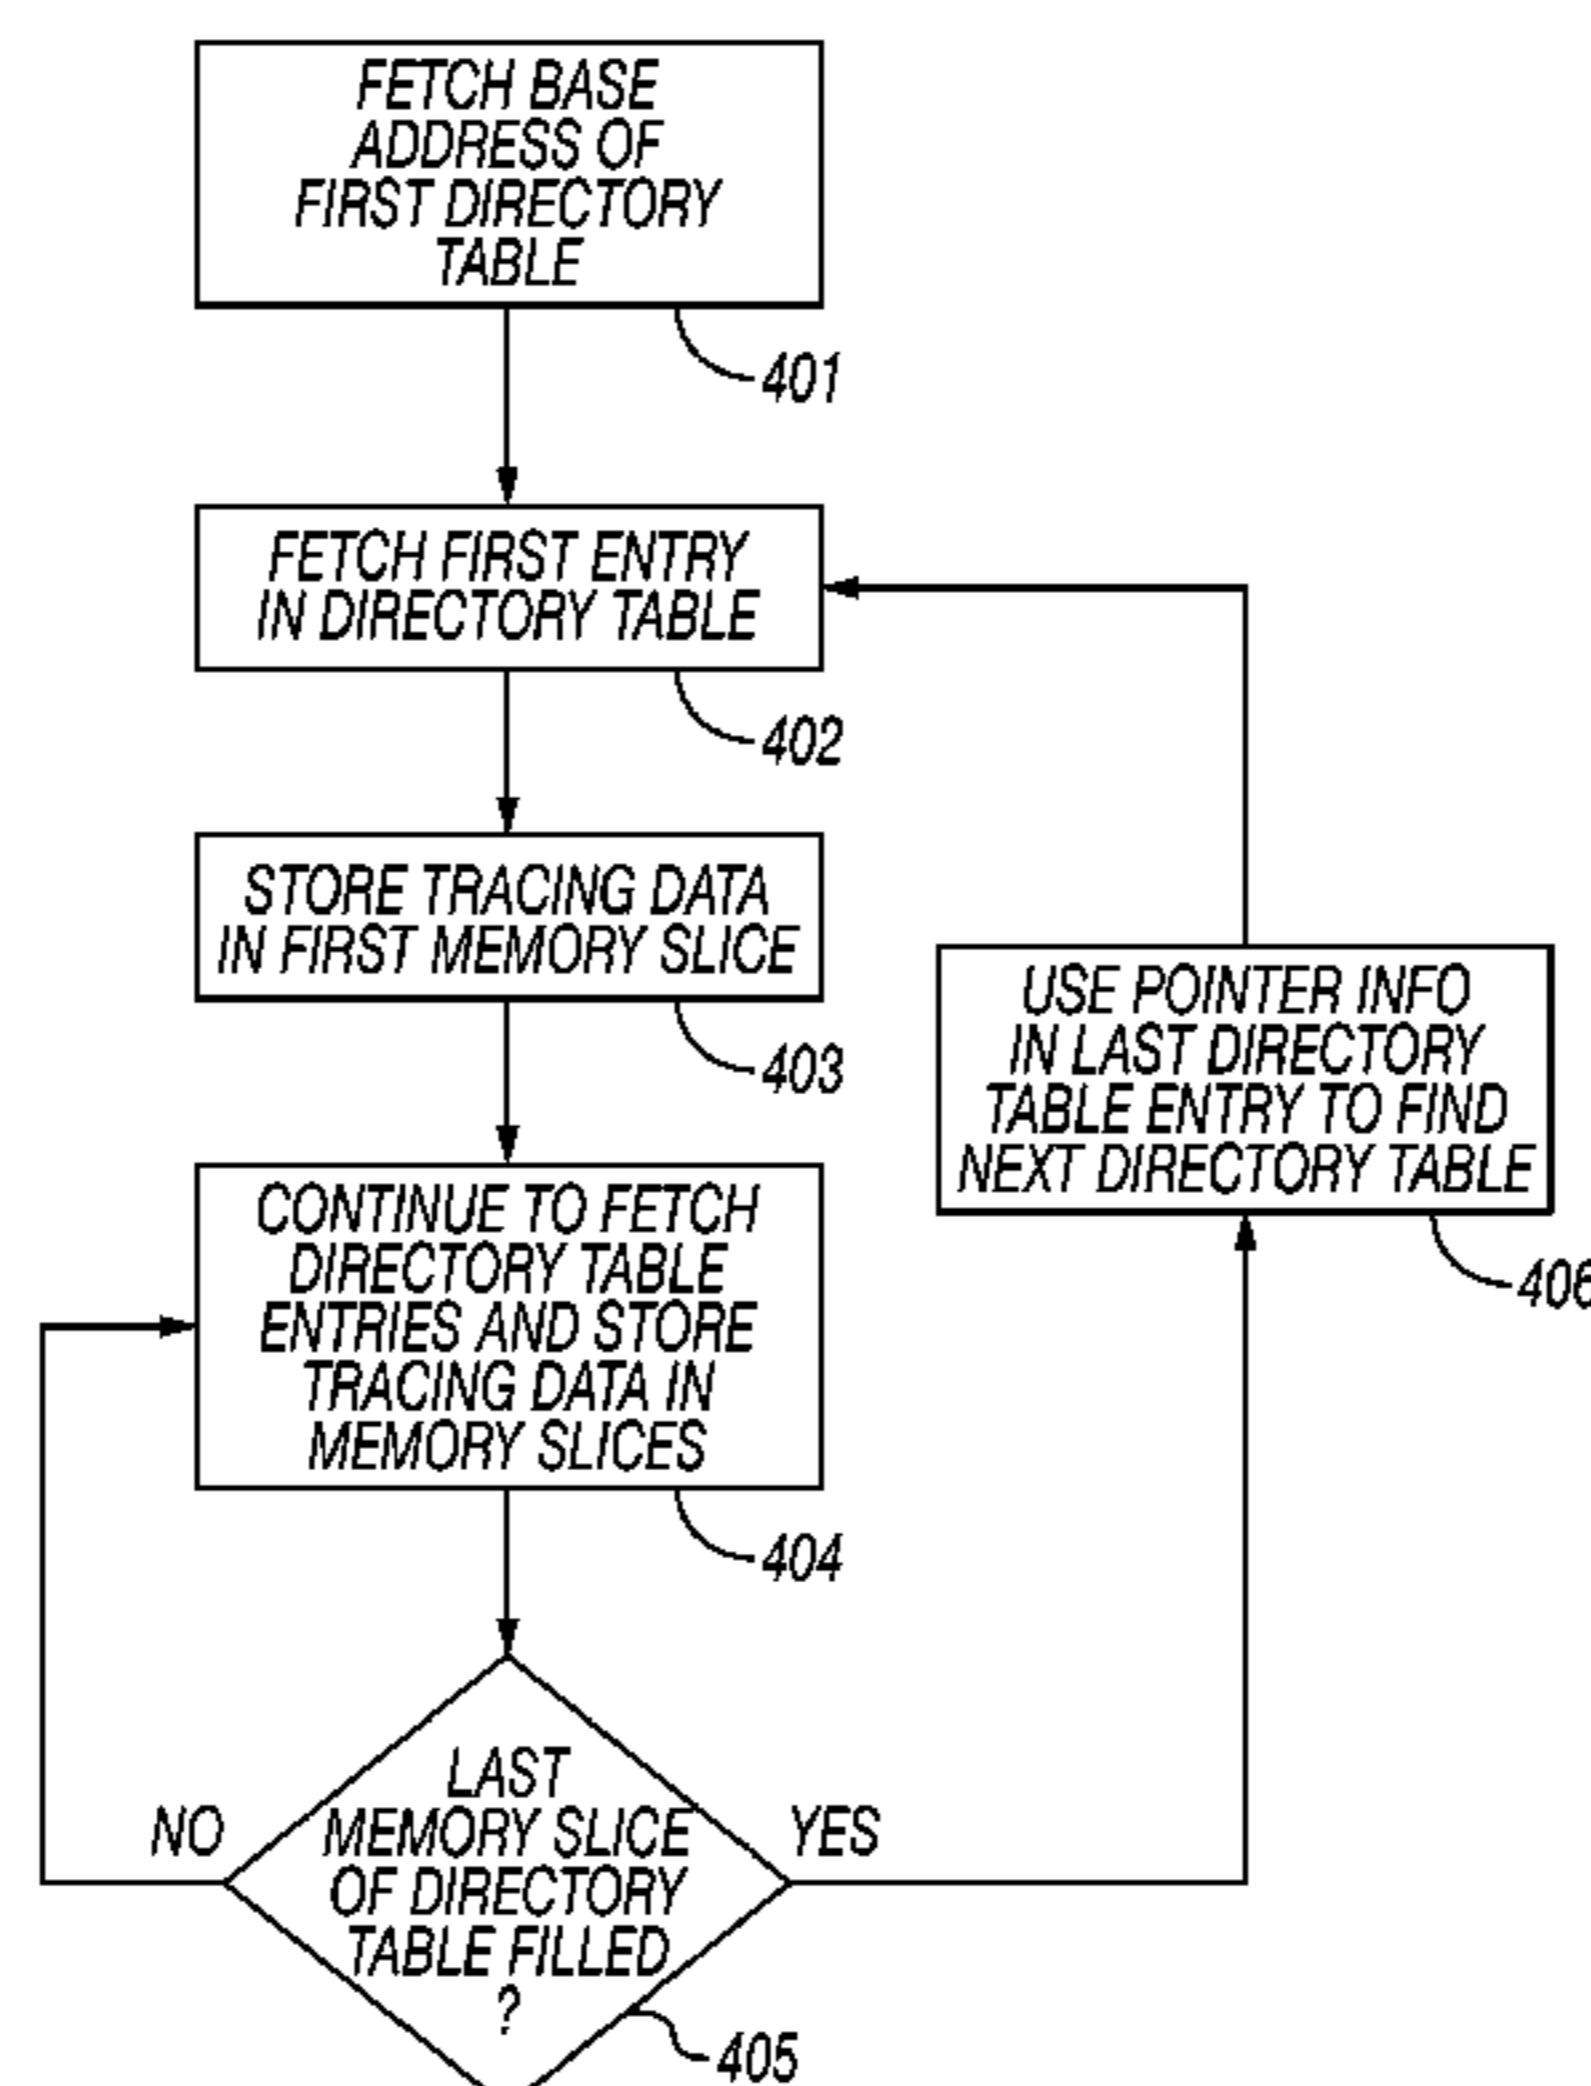 FETCH BASE
ADDRESS OF
FIRST DIRECTORY
TABLE
401
FETCH FIRST ENTRY
IN DIRECTORY TABLE
402
STORE TRACING DATA
IN FIRST MEMORY SLICE
403
CONTINUE TO FETCH
DIRECTORY TABLE
ENTRIES AND STORE
TRACING DATA IN
MEMORY SLICES
404
LAST
MEMORY SLICE
OF DIRECTORY
TABLE FILLED
?
405
NO
YES
USE POINTER INFO
IN LAST DIRECTORY
TABLE ENTRY TO FIND
NEXT DIRECTORY TABLE
406